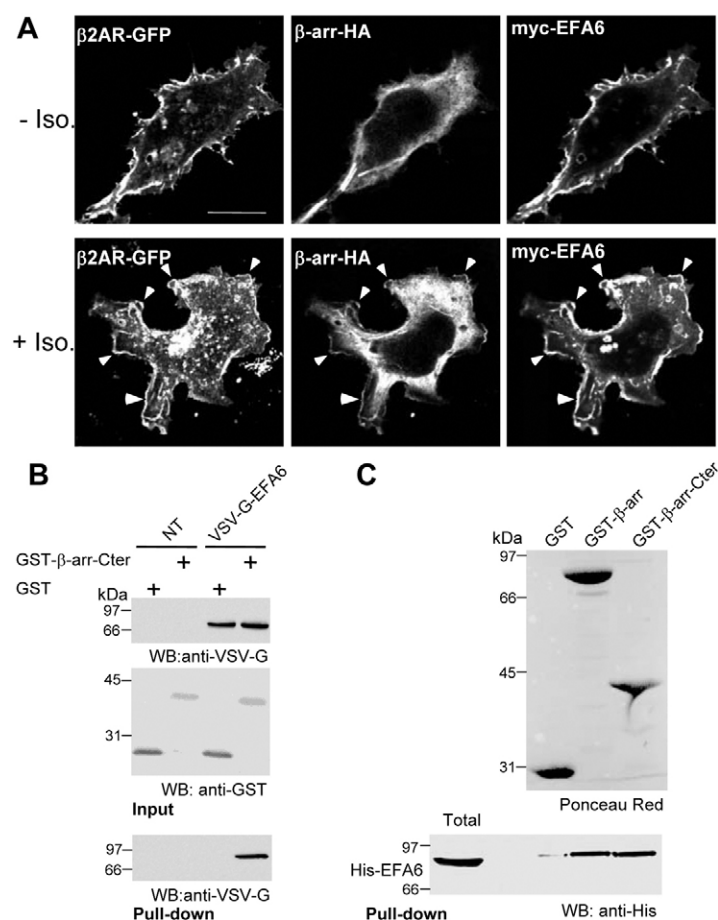 A
β2AR-GFP β-arr-HA myc-EFA6
- Iso.
β2AR-GFP β-arr-HA myc-EFA6
+ Iso.
B
NT VSV-G-EFA6
GST-β-arr-Cter + +
GST + +
kDa
97
66
WB:anti-VSV-G
45
31
WB: anti-GST
Input
97
66
WB:anti-VSV-G
Pull-down
C
GST GST-β-arr GST-β-arr-Cter
kDa
97
66
45
31
Ponceau Red
Total
97
His-EFA6
66
Pull-down WB: anti-His